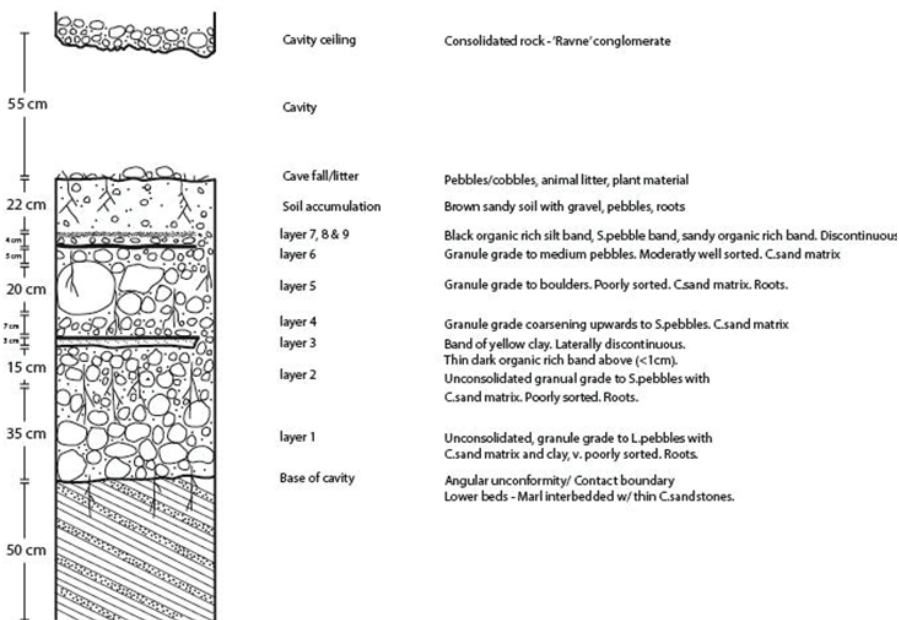 Cavity ceiling Consolidated rock - 'Ravne' conglomerate
55 cm
Cavity
Cave fall/litter Pebbles/cobbles, animal litter, plant material
22 cm Soil accumulation Brown sandy soil with gravel, pebbles, roots
4 cm layer 7, 8 & 9 Black organic rich silt band, S.pebble band, sandy organic rich band. Discontinuous
5 cm layer 6 Granule grade to medium pebbles. Moderatly well sorted. C.sand matrix
20 cm layer 5 Granule grade to boulders. Poorly sorted. C.sand matrix. Roots.
7 cm layer 4 Granule grade coarsening upwards to S.pebbles. C.sand matrix
3 cm layer 3 Band of yellow clay. Laterally discontinuous.
Thin dark organic rich band above (<1cm).
15 cm layer 2 Unconsolidated granual grade to S.pebbles with
C.sand matrix. Poorly sorted. Roots.
35 cm layer 1 Unconsolidated, granule grade to L.pebbles with
C.sand matrix and clay, v. poorly sorted. Roots.
Base of cavity Angular unconformity/ Contact boundary
Lower beds - Marl interbedded w/ thin C.sandstones.
50 cm